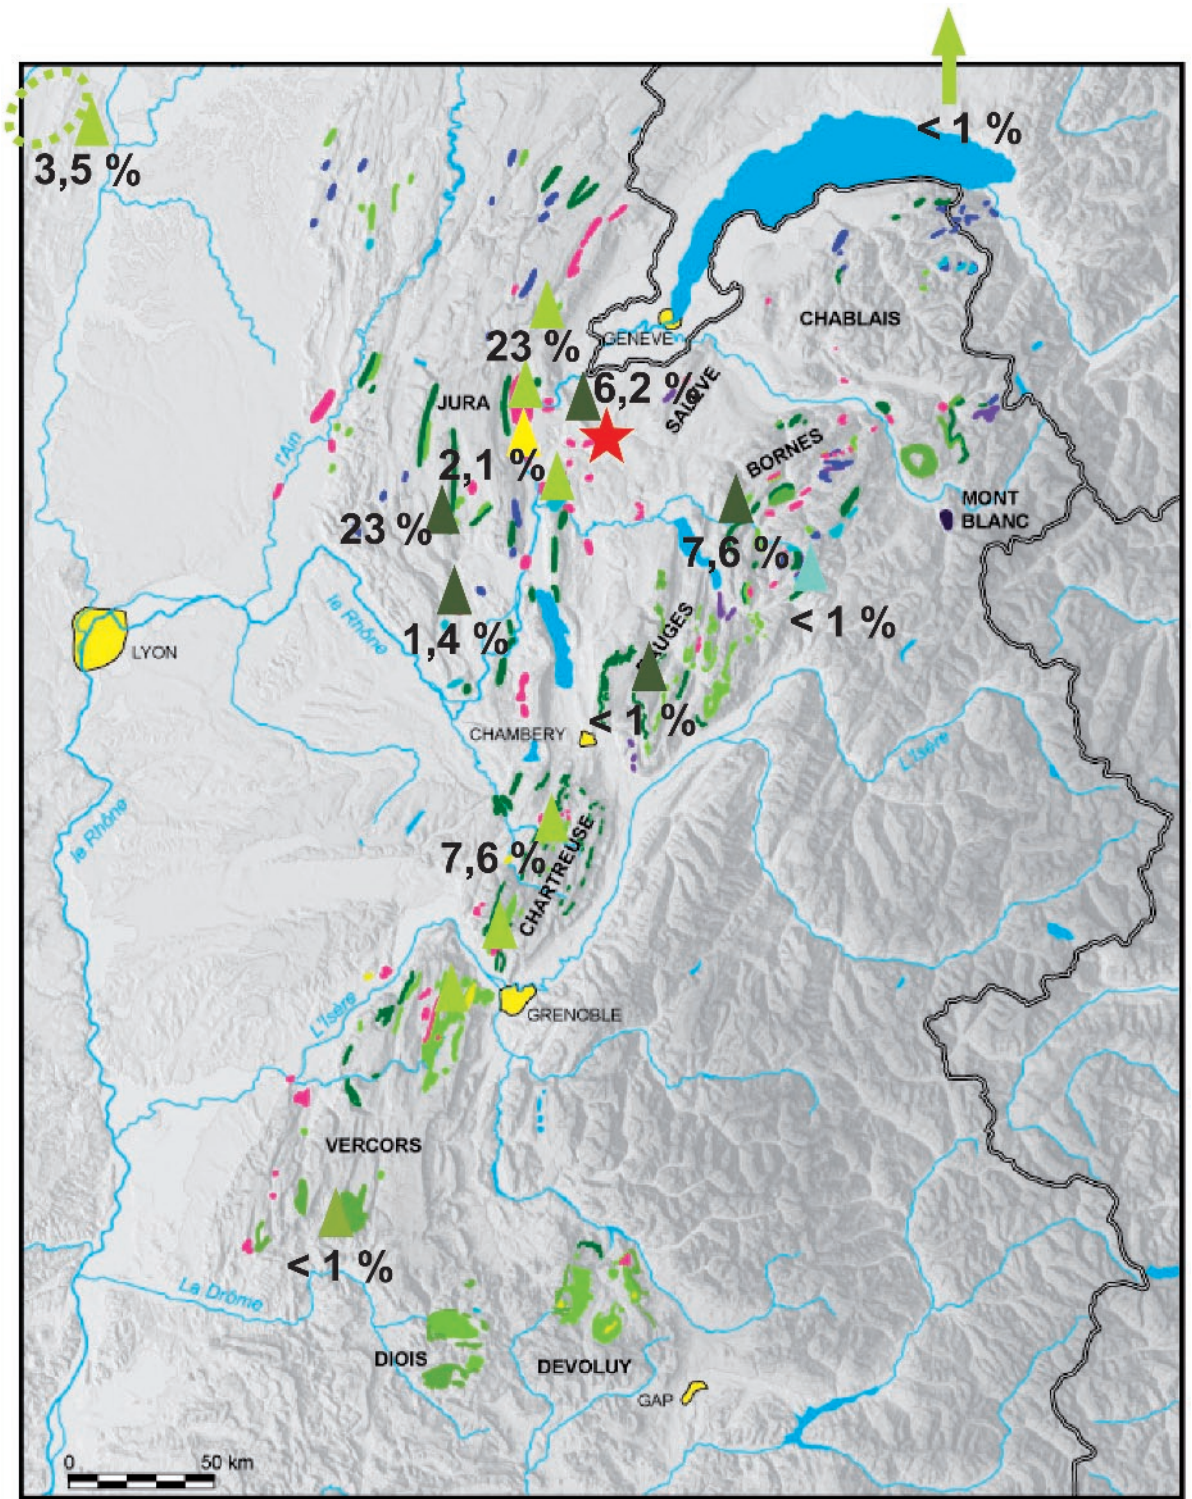 < 1 %
3,5 %
CHABLAIS
GENEVE
23 %
6,2 %
SALEVE
JURA
l'Ain
2,1 %
BORNES
MONT
BLANC
23 %
7,6 %
le Rhône
< 1 %
1,4 %
LYON
BAUGES
< 1 %
CHAMBERY
L'Isère
le Rhône
7,6 %
CHARTREUSE
L'Isère
GRENOBLE
VERCORS
< 1 %
La Drôme
DIOIS
DEVOLUY
GAP
0 50 km